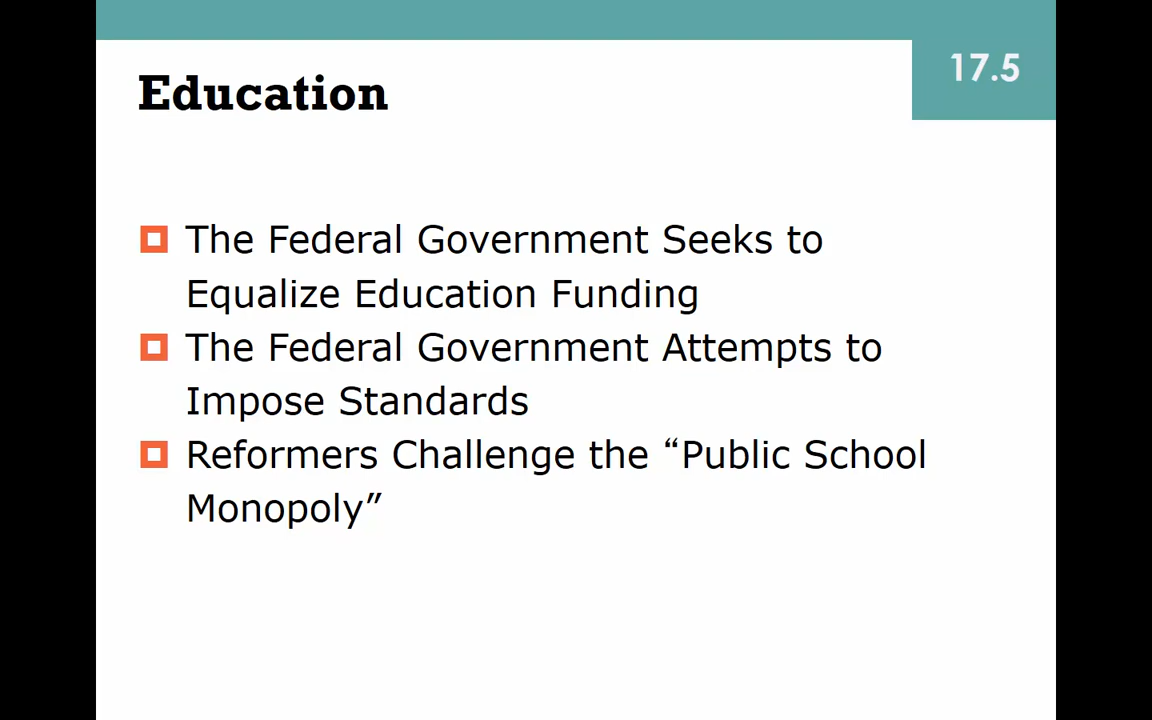 17.5
Education
The Federal Government Seeks to
Equalize Education Funding
The Federal Government Attempts to
Impose Standards
Reformers Challenge the “Public School
Monopoly”